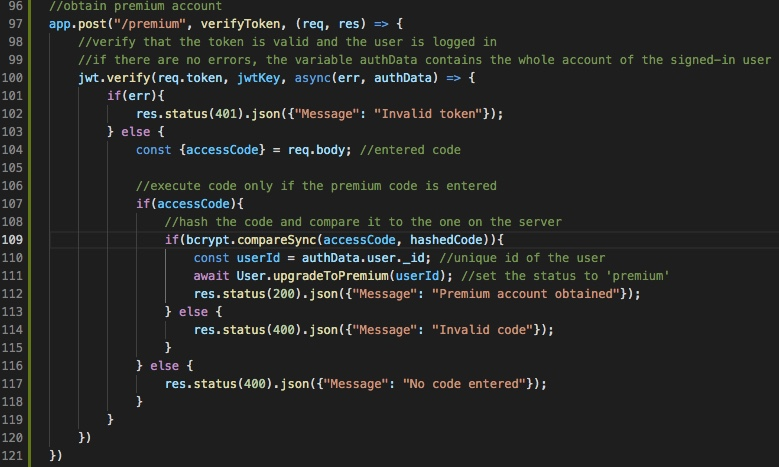 96 //obtain premium account
97 app.post("/premium", verifyToken, (req, res) => {
98 //verify that the token is valid and the user is logged in
99 //if there are no errors, the variable authData contains the whole account of the signed-in user
100 jwt.verify(req.token, jwtKey, async(err, authData) => {
101 if(err){
102 res.status(401).json({"Message": "Invalid token"});
103 } else {
104 const {accessCode} = req.body; //entered code
105
106 //execute code only if the premium code is entered
107 if(accessCode){
108 //hash the code and compare it to the one on the server
109 if(bcrypt.compareSync(accessCode, hashedCode)){
110 const userId = authData.user._id; //unique id of the user
111 await User.upgradeToPremium(userId); //set the status to 'premium'
112 res.status(200).json({"Message": "Premium account obtained"});
113 } else {
114 res.status(400).json({"Message": "Invalid code"});
115 }
116 } else {
117 res.status(400).json({"Message": "No code entered"});
118 }
119 }
120 })
121 })